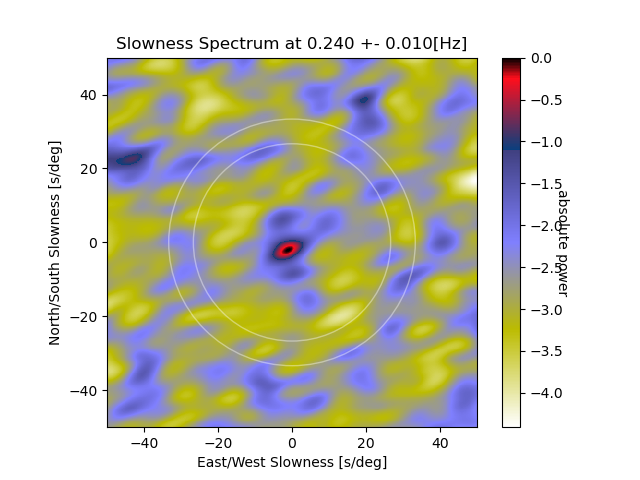 Slowness Spectrum at 0.240 +- 0.010[Hz]
North/South Slowness [s/deg]
40
20
0
−20
−40
−40 −20 0 20 40
East/West Slowness [s/deg]
0.0
−0.5
−1.0
−1.5
−2.0
−2.5
−3.0
−3.5
−4.0
absolute power